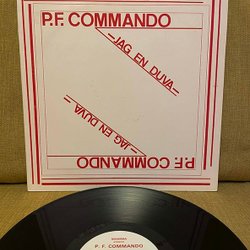 P.F. COMMANDO
—JAG EN DUVA—
—JAG EN DUVA—
P.F. COMMANDO
P. F. COMMANDO